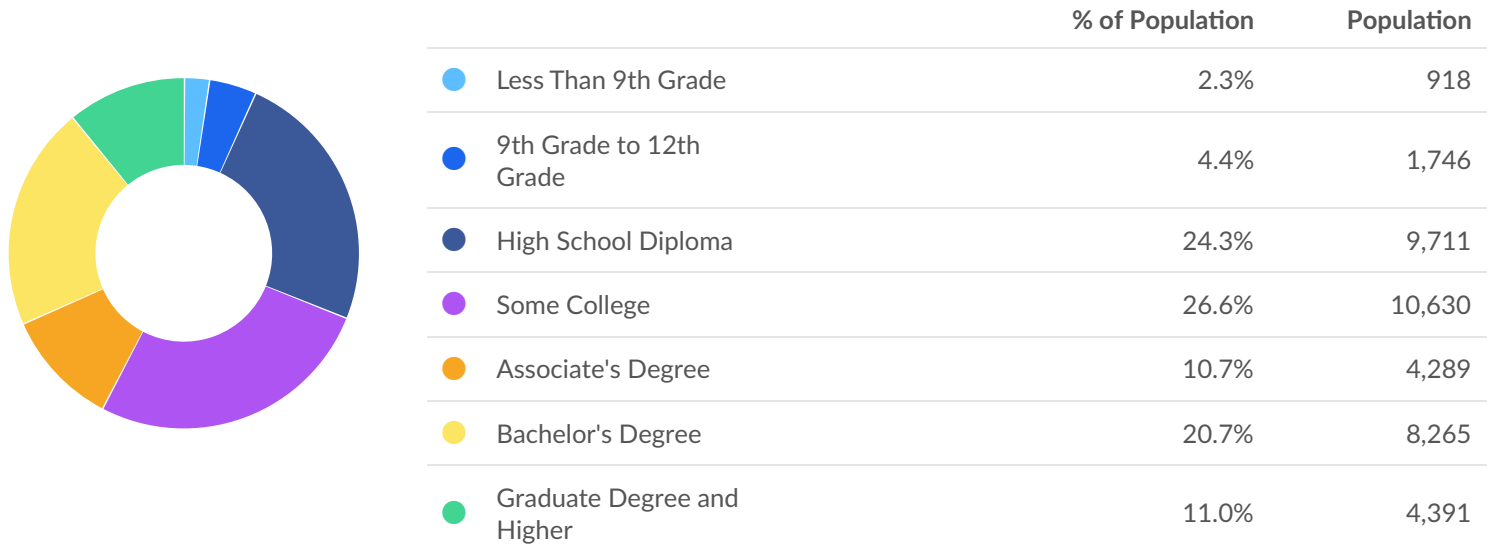 % of Population Population
Less Than 9th Grade 2.3% 918
9th Grade to 12th
Grade 4.4% 1,746
High School Diploma 24.3% 9,711
Some College 26.6% 10,630
Associate's Degree 10.7% 4,289
Bachelor's Degree 20.7% 8,265
Graduate Degree and
Higher 11.0% 4,391